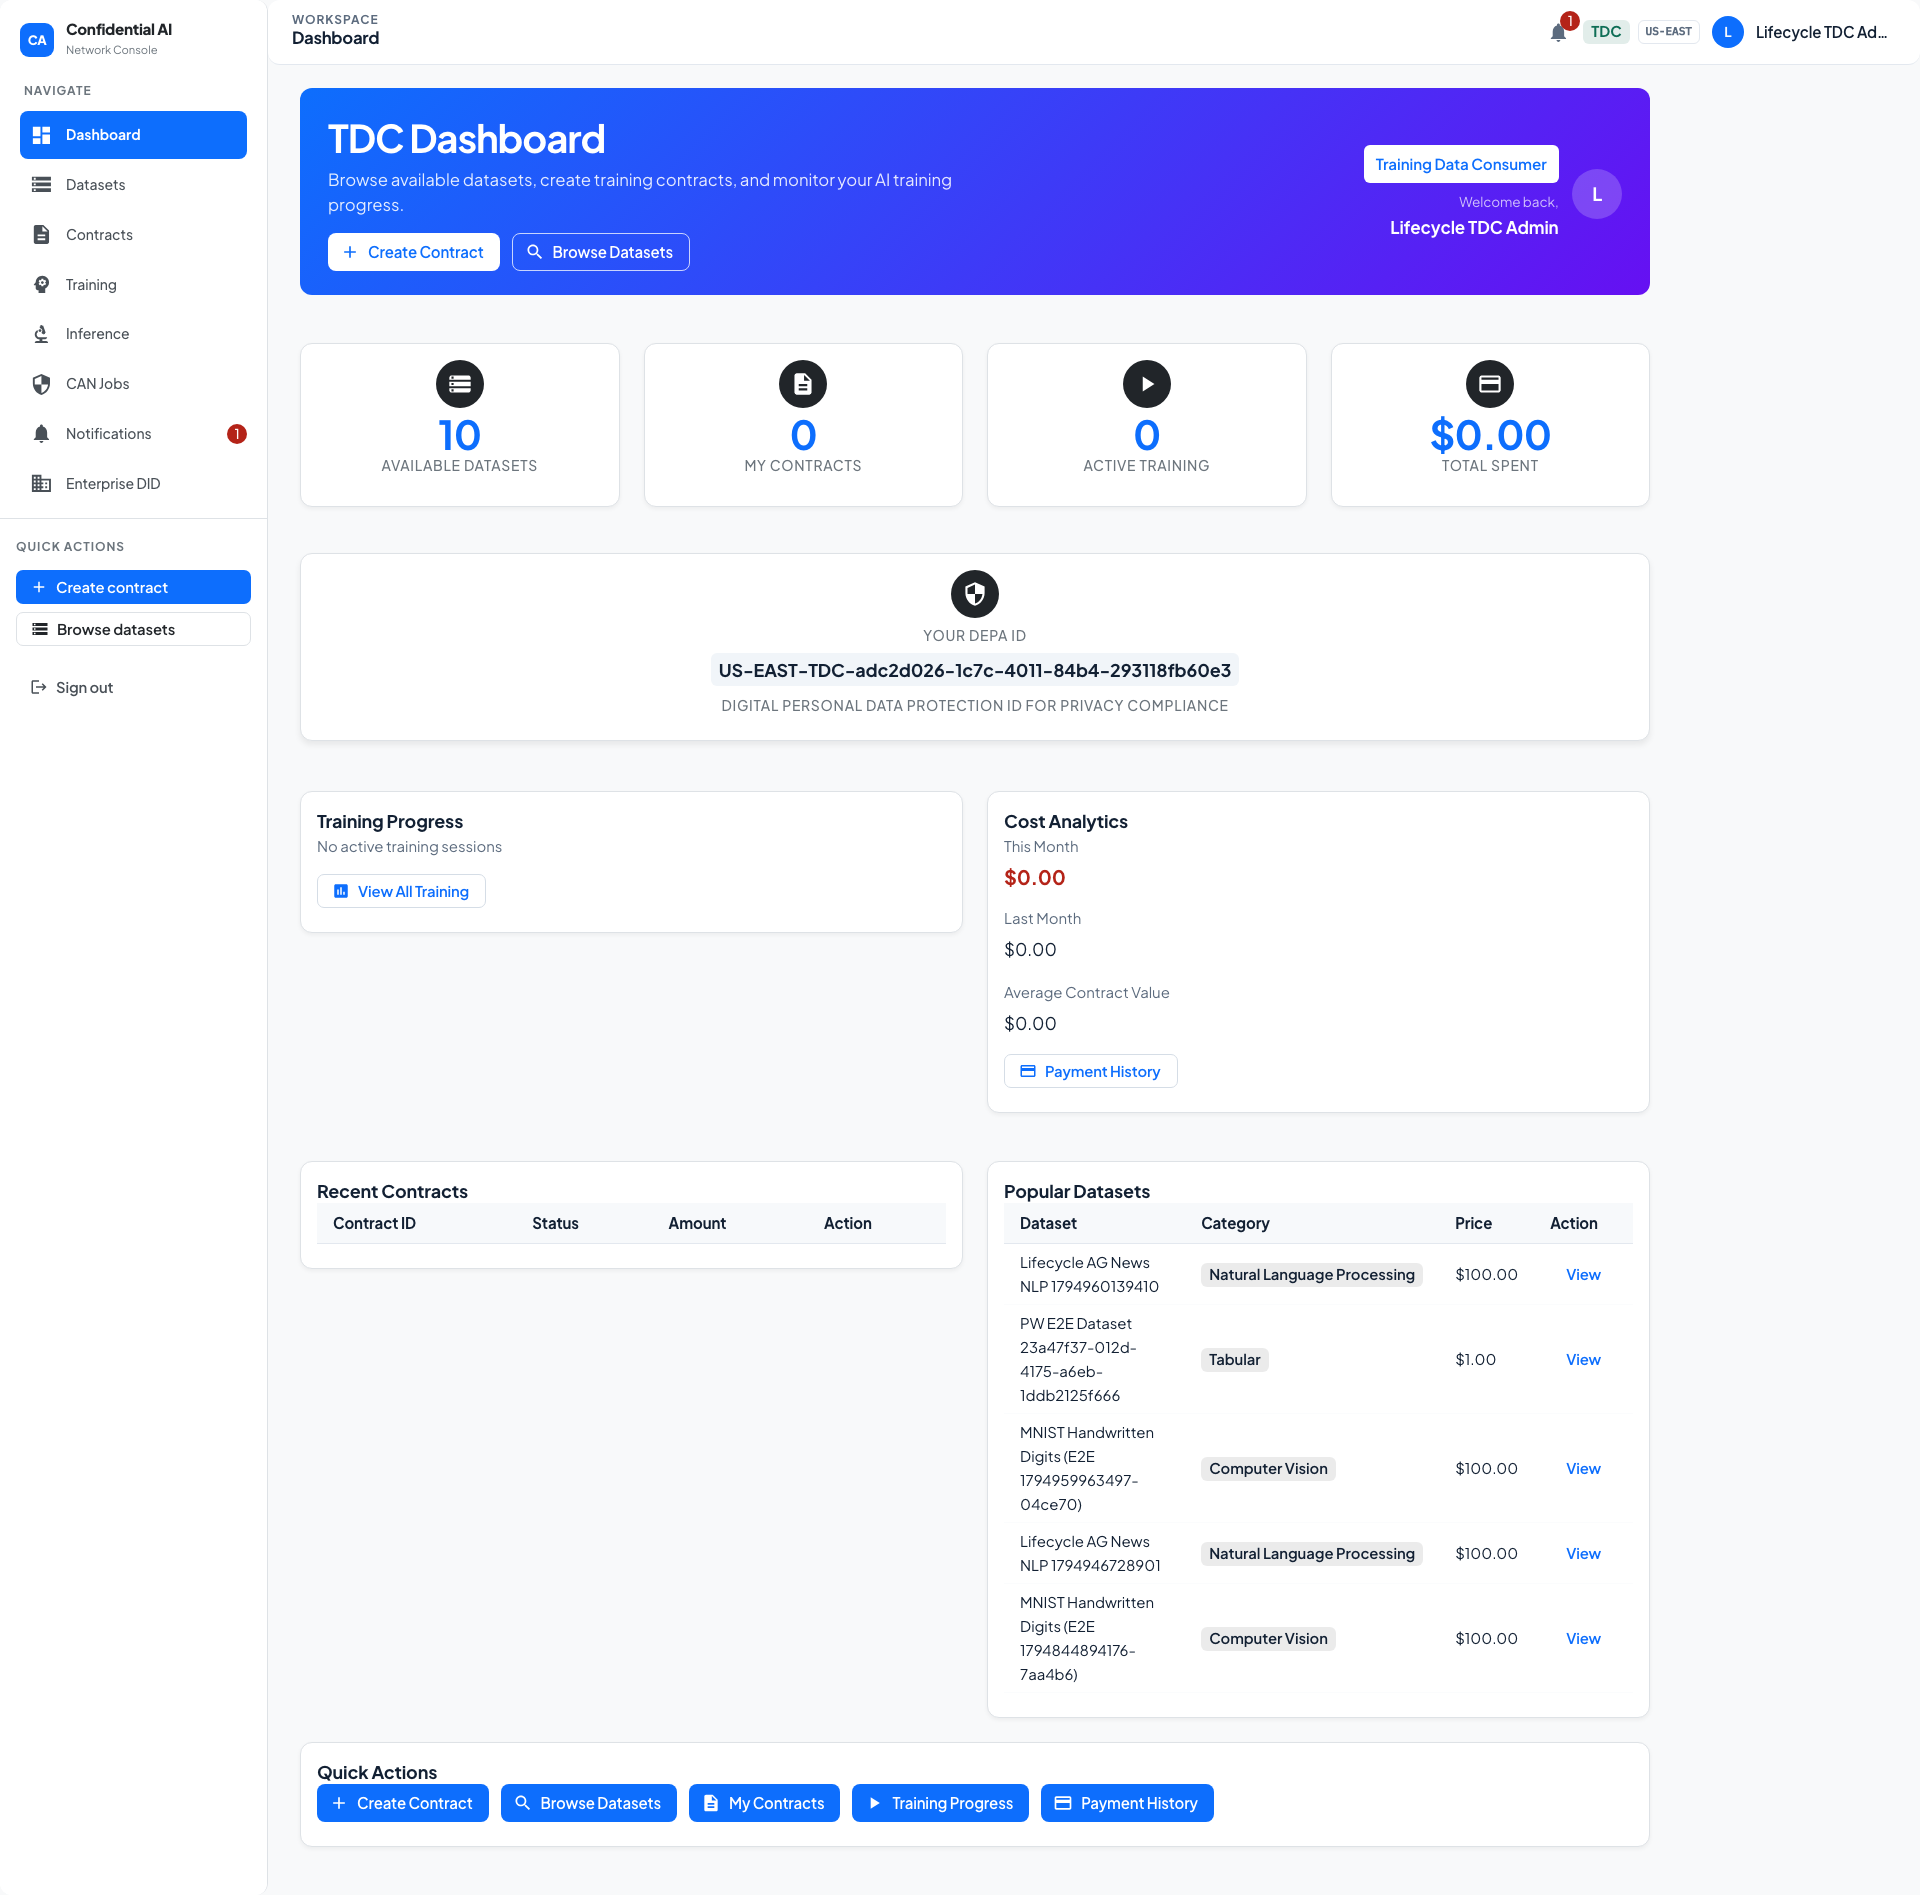 CA
Confidential AI
Network Console
NAVIGATE
Dashboard
Datasets
Contracts
Training
Inference
CAN Jobs
Notifications 1
Enterprise DID
QUICK ACTIONS
Create contract
Browse datasets
Sign out
WORKSPACE
Dashboard
1
TDC
US-EAST
L
Lifecycle TDC Ad...
TDC Dashboard
Browse available datasets, create training contracts, and monitor your AI training
progress.
Create Contract
Browse Datasets
Training Data Consumer
Welcome back,
Lifecycle TDC Admin
L
10
AVAILABLE DATASETS
0
MY CONTRACTS
0
ACTIVE TRAINING
$0.00
TOTAL SPENT
YOUR DEPA ID
US-EAST-TDC-adc2d026-1c7c-4011-84b4-293118fb60e3
DIGITAL PERSONAL DATA PROTECTION ID FOR PRIVACY COMPLIANCE
Training Progress
No active training sessions
View All Training
Cost Analytics
This Month
$0.00
Last Month
$0.00
Average Contract Value
$0.00
Payment History
Recent Contracts
Contract ID Status Amount Action
Popular Datasets
Dataset Category Price Action
Lifecycle AG News
NLP 1794960139410
Natural Language Processing $100.00 View
PW E2E Dataset
23a47f37-012d-
4175-a6eb-
1ddb2125f666
Tabular $1.00 View
MNIST Handwritten
Digits (E2E
1794959963497-
04ce70)
Computer Vision $100.00 View
Lifecycle AG News
NLP 1794946728901
Natural Language Processing $100.00 View
MNIST Handwritten
Digits (E2E
1794844894176-
7aa4b6)
Computer Vision $100.00 View
Quick Actions
Create Contract
Browse Datasets
My Contracts
Training Progress
Payment History